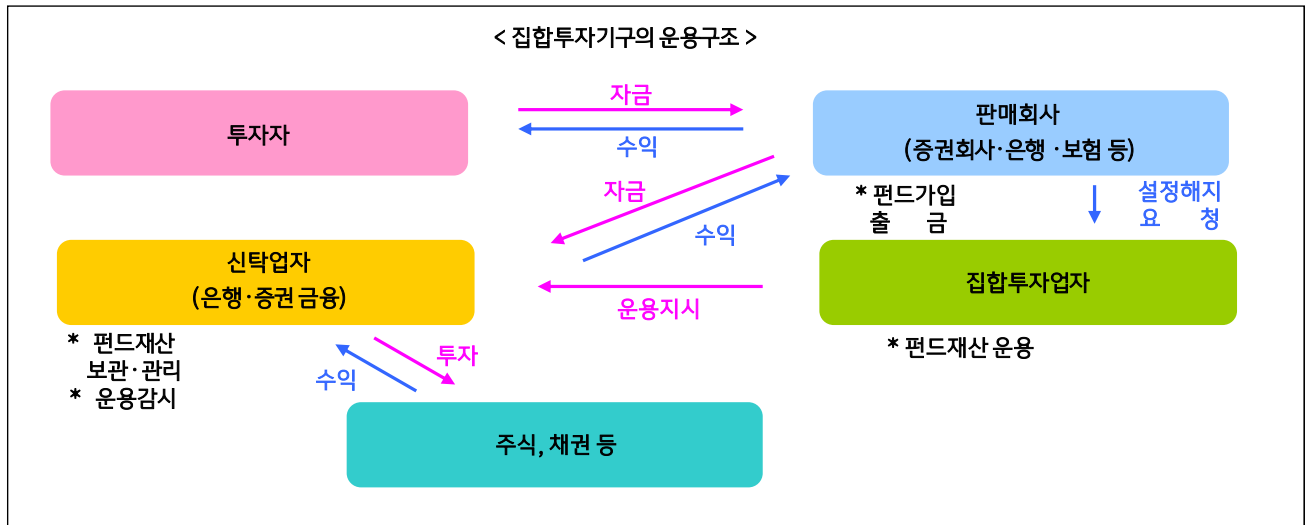 < 집합투자기구의 운용구조 >
자금
투자자
판매회사
(증권회사·은행 ·보험 등)
수익
자금
* 펀드가입
출 금
설정해지
요 청
수익
신탁업자
(은행·증권 금융)
집합투자업자
운용지시
* 펀드재산
보관·관리
* 운용감시
* 펀드재산 운용
투자
수익
주식, 채권 등